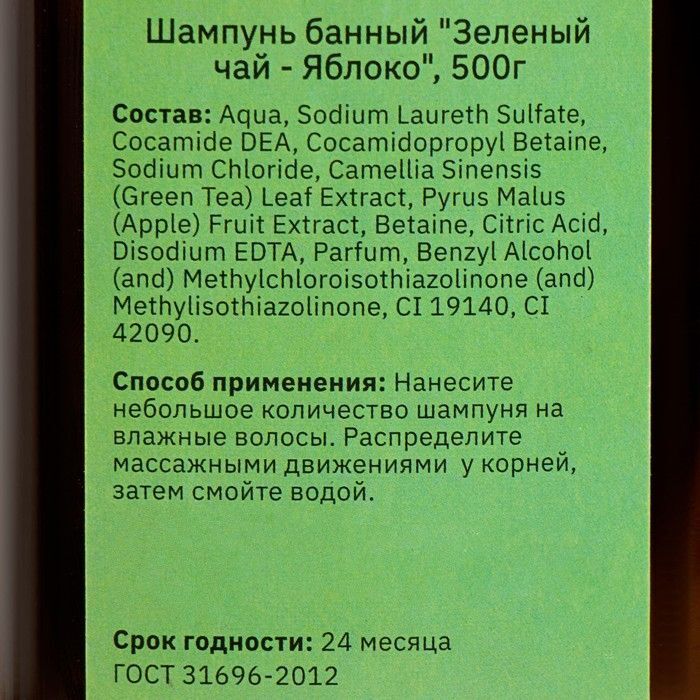 Шампунь банный "Зеленый
чай - Яблоко", 500г
Состав: Aqua, Sodium Laureth Sulfate,
Cocamide DEA, Cocamidopropyl Betaine,
Sodium Chloride, Camellia Sinensis
(Green Tea) Leaf Extract, Pyrus Malus
(Apple) Fruit Extract, Betaine, Citric Acid,
Disodium EDTA, Parfum, Benzyl Alcohol
(and) Methylchloroisothiazolinone (and)
Methylisothiazolinone, CI 19140, CI
42090.
Способ применения: Нанесите
небольшое количество шампуня на
влажные волосы. Распределите
массажными движениями у корней,
затем смойте водой.
Срок годности: 24 месяца
ГОСТ 31696-2012